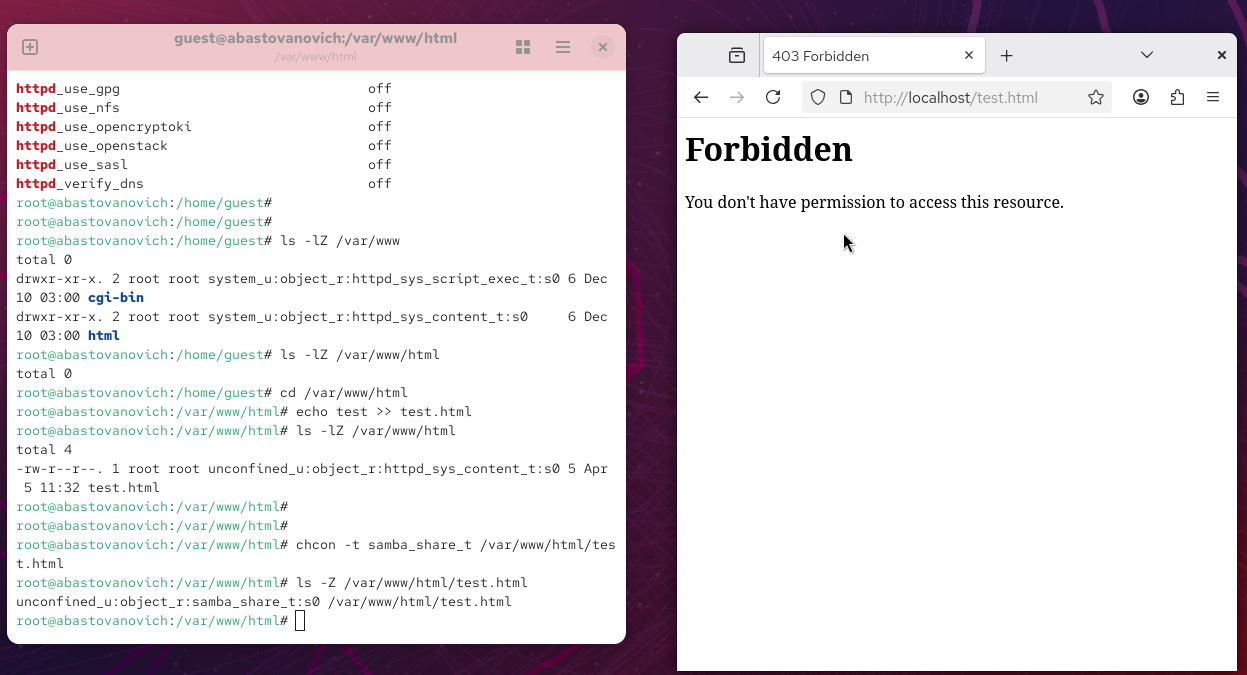 guest@abastovanovich:/var/www/html
/var/www/html
httpd_use_gpg off
httpd_use_nfs off
httpd_use_opencryptoki off
httpd_use_openstack off
httpd_use_sasl off
httpd_verify_dns off
root@abastovanovich:/home/guest#
root@abastovanovich:/home/guest#
root@abastovanovich:/home/guest# ls -lZ /var/www
total 0
drwxr-xr-x. 2 root root system_u:object_r:httpd_sys_script_exec_t:s0 6 Dec
10 03:00 cgi-bin
drwxr-xr-x. 2 root root system_u:object_r:httpd_sys_content_t:s0     6 Dec
10 03:00 html
root@abastovanovich:/home/guest# ls -lZ /var/www/html
total 0
root@abastovanovich:/home/guest# cd /var/www/html
root@abastovanovich:/var/www/html# echo test >> test.html
root@abastovanovich:/var/www/html# ls -lZ /var/www/html
total 4
-rw-r--r--. 1 root root unconfined_u:object_r:httpd_sys_content_t:s0 5 Apr
 5 11:32 test.html
root@abastovanovich:/var/www/html#
root@abastovanovich:/var/www/html#
root@abastovanovich:/var/www/html# chcon -t samba_share_t /var/www/html/tes
t.html
root@abastovanovich:/var/www/html# ls -Z /var/www/html/test.html
unconfined_u:object_r:samba_share_t:s0 /var/www/html/test.html
root@abastovanovich:/var/www/html#
403 Forbidden
http://localhost/test.html
Forbidden
You don't have permission to access this resource.